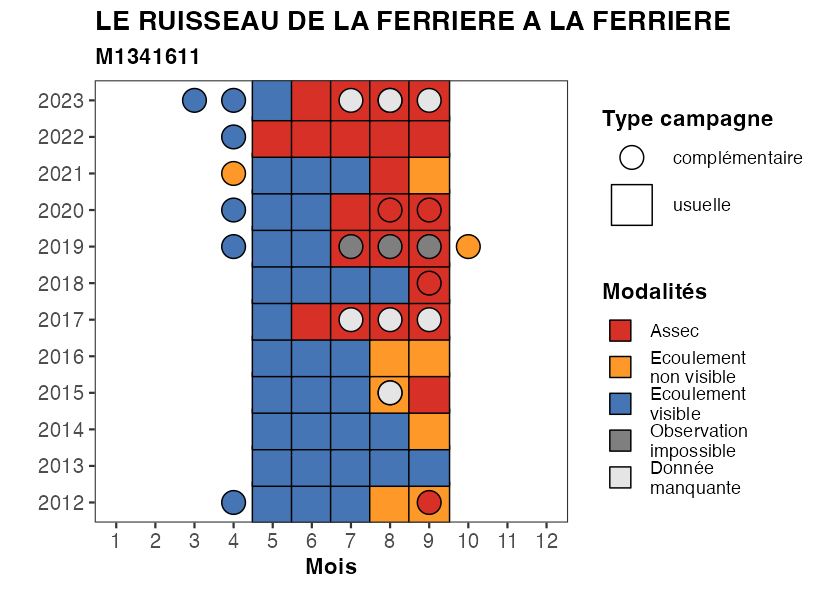 LE RUISSEAU DE LA FERRIERE A LA FERRIERE
M1341611
2023
2022
2021
2020
2019
2018
2017
2016
2015
2014
2013
2012
1 2 3 4 5 6 7 8 9 10 11 12
Mois
Type campagne
complémentaire
usuelle
Modalités
Assec
Ecoulement
non visible
Ecoulement
visible
Observation
impossible
Donnée
manquante